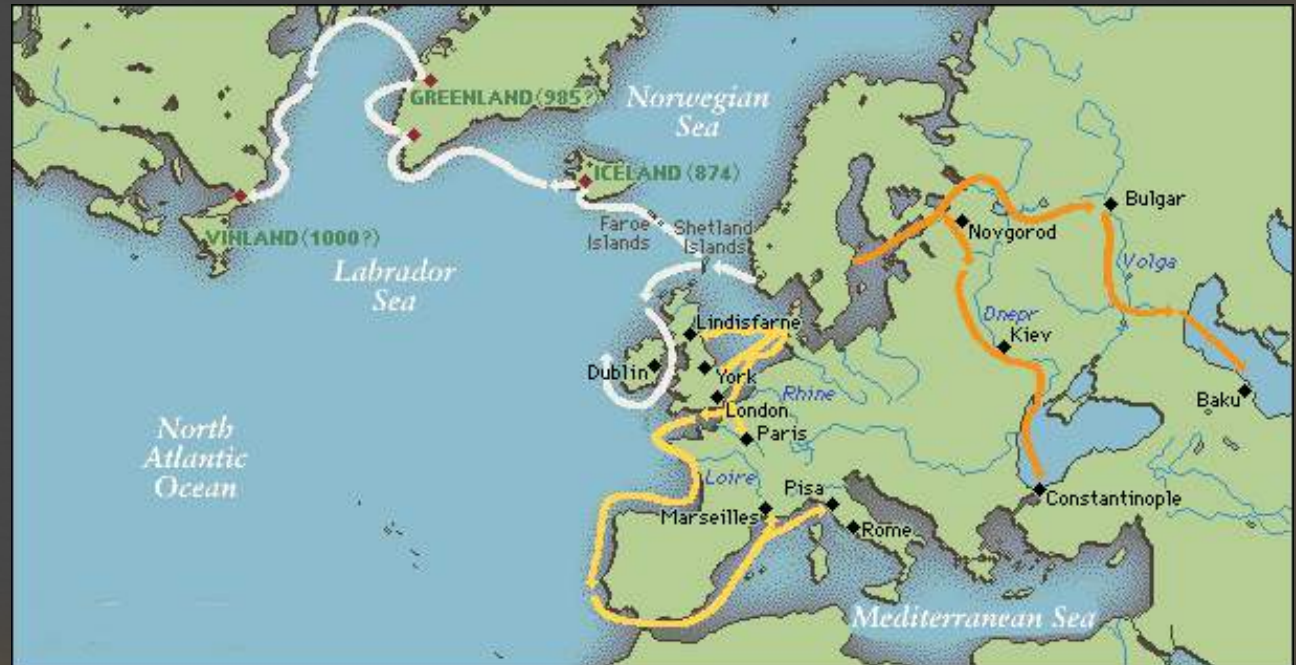 GREENLAND (985?)
Norwegian
Sea
ICELAND (874)
Bulgar
Faroe
Islands
Shetland
Islands
Novgorod
VINLAND (1000?)
Volga
Labrador
Sea
Lindisfarne
Dnepr
Kiev
Dublin
York
Rhine
Baku
London
North
Atlantic
Ocean
Paris
Loire
Pisa
Constantinople
Marseilles
Rome
Mediterranean Sea